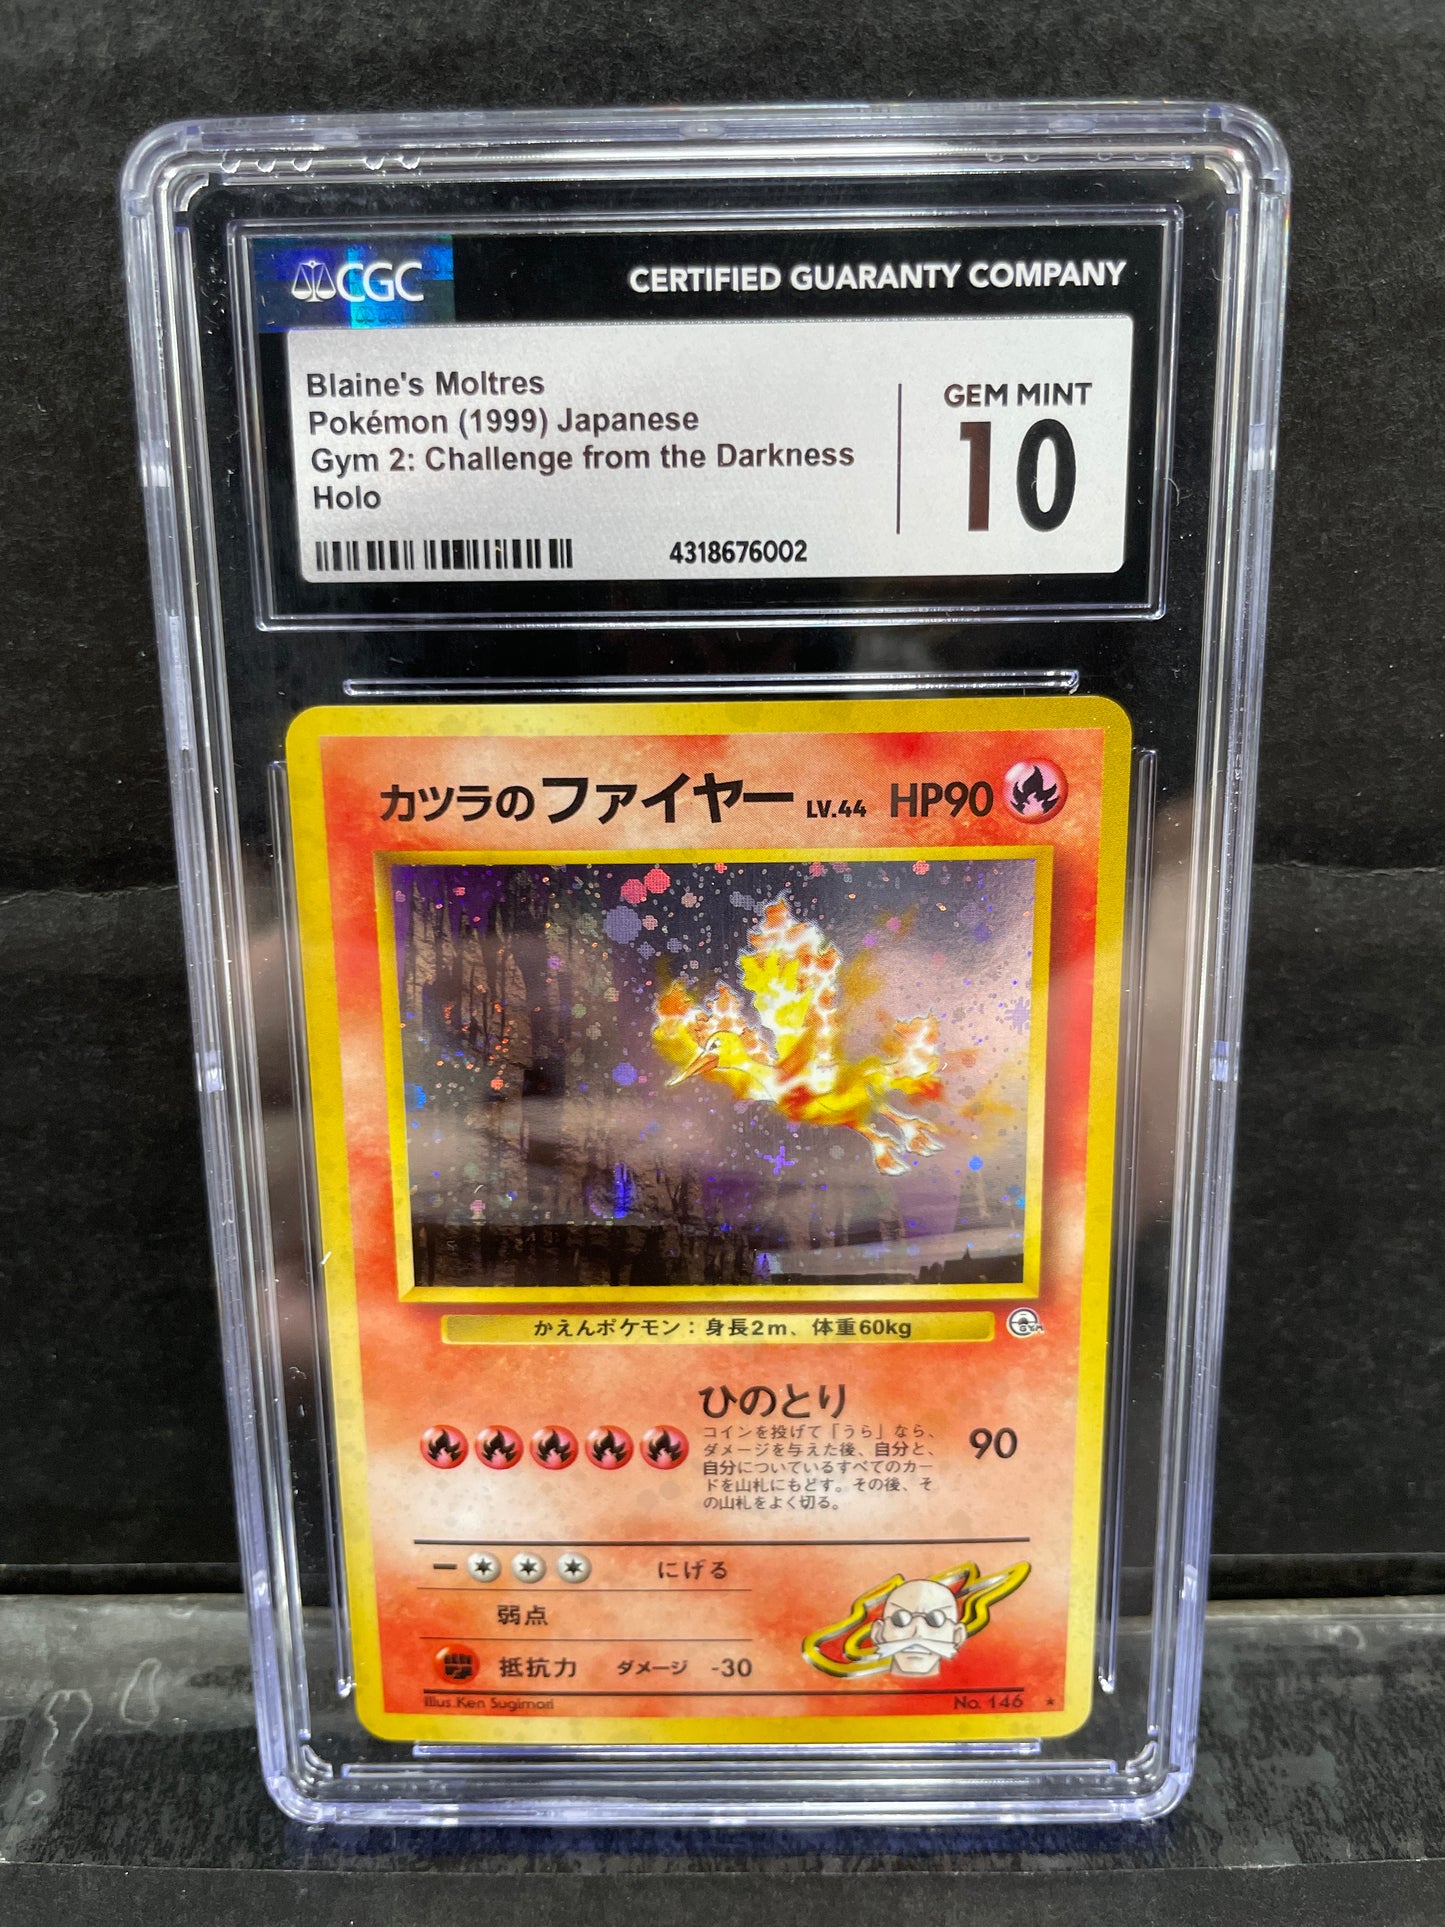 CGC
CERTIFIED GUARANTY COMPANY
Blaine's Moltres
Pokémon (1999) Japanese
Gym 2: Challenge from the Darkness
Holo
GEM MINT
10
4318676002
カツラのファイヤー LV.44 HP90
かえんポケモン：身長2m、体重60kg
GYM
ひのとり
コインを投げて「うら」なら、
ダメージを与えた後、自分と、
自分についているすべてのカー
ドを山札にもどす。その後、そ
の山札をよく切る。
90
ー にげる
弱点
抵抗力 ダメージ -30
Illus. Ken Sugimori
No. 146 ★